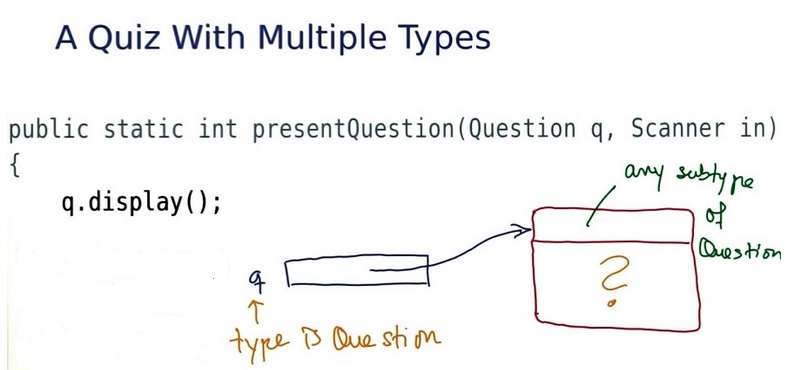 A Quiz With Multiple Types
public static int presentQuestion(Question q, Scanner in)
{
q.display();
any subtype
of
Question
q
?
↑
type is Question